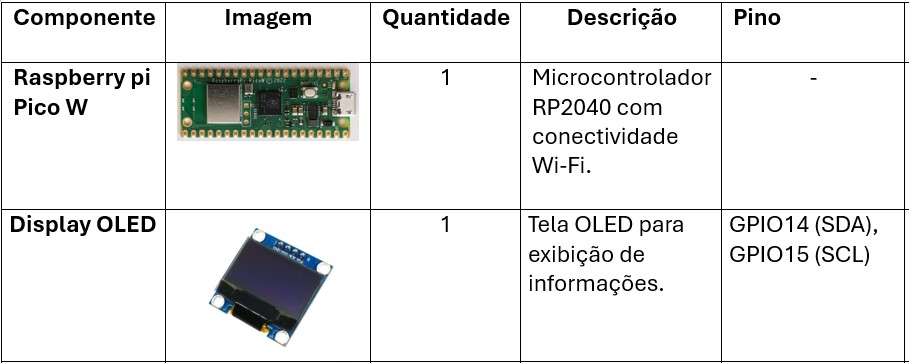 Componente Imagem Quantidade Descrição Pino
Raspberry pi 1 Microcontrolador -
Pico W RP2040 com
conectividade
Wi-Fi.
Display OLED 1 Tela OLED para GPIO14 (SDA),
exibição de GPIO15 (SCL)
informações.